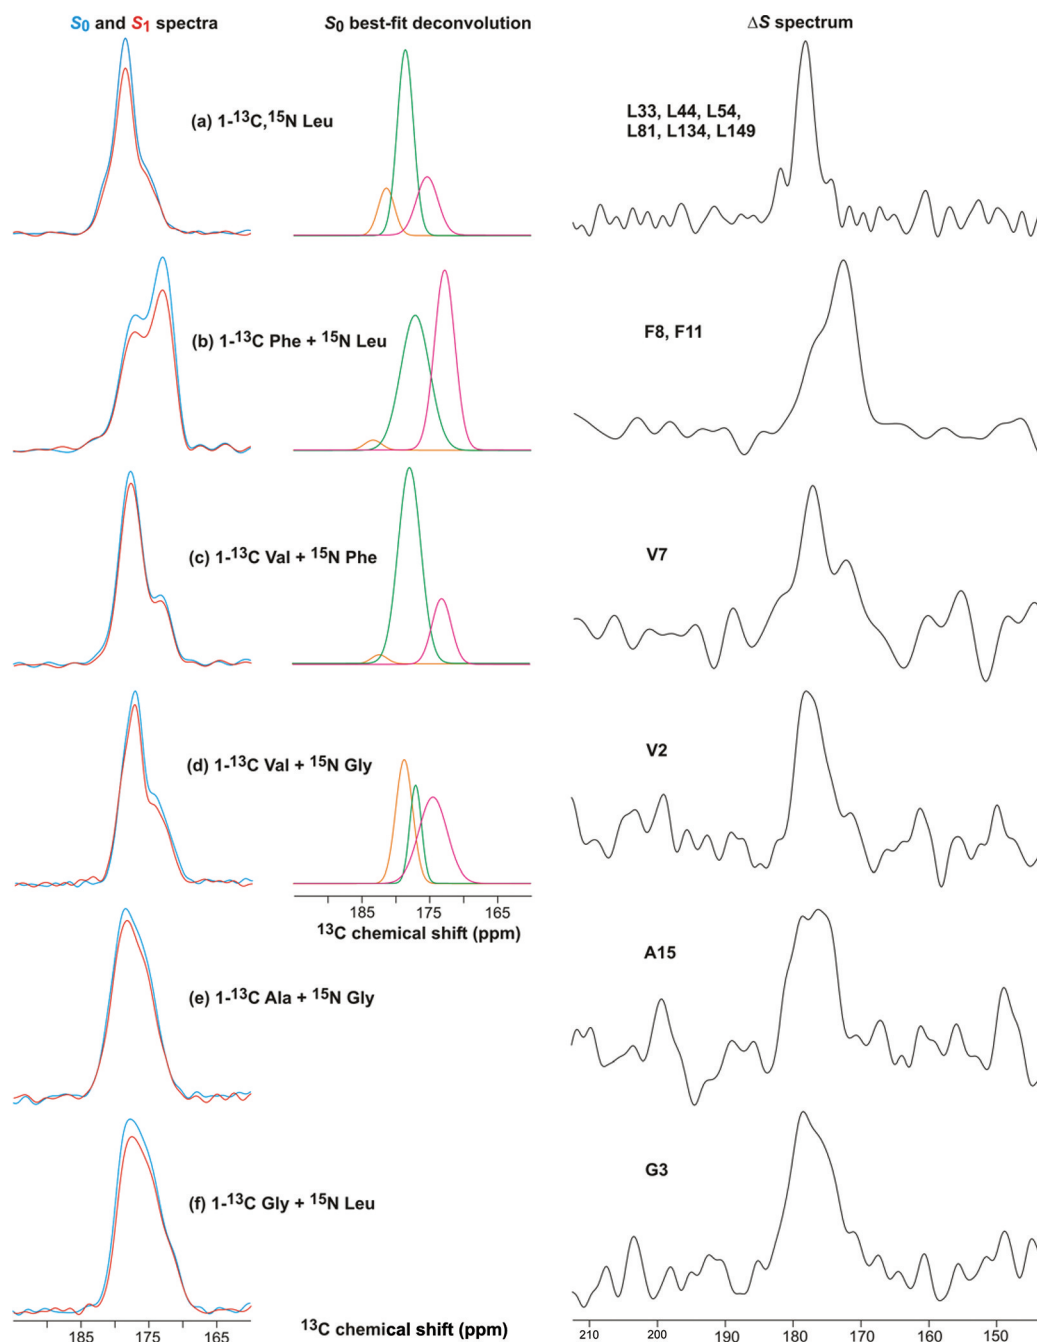 S0 and S1 spectra
S0 best-fit deconvolution
ΔS spectrum
(a) 1-13C,15N Leu
L33, L44, L54,
L81, L134, L149
(b) 1-13C Phe + 15N Leu
F8, F11
(c) 1-13C Val + 15N Phe
V7
(d) 1-13C Val + 15N Gly
V2
185 175 165
13C chemical shift (ppm)
(e) 1-13C Ala + 15N Gly
A15
(f) 1-13C Gly + 15N Leu
G3
185 175 165
13C chemical shift (ppm)
210 200 190 180 170 160 150